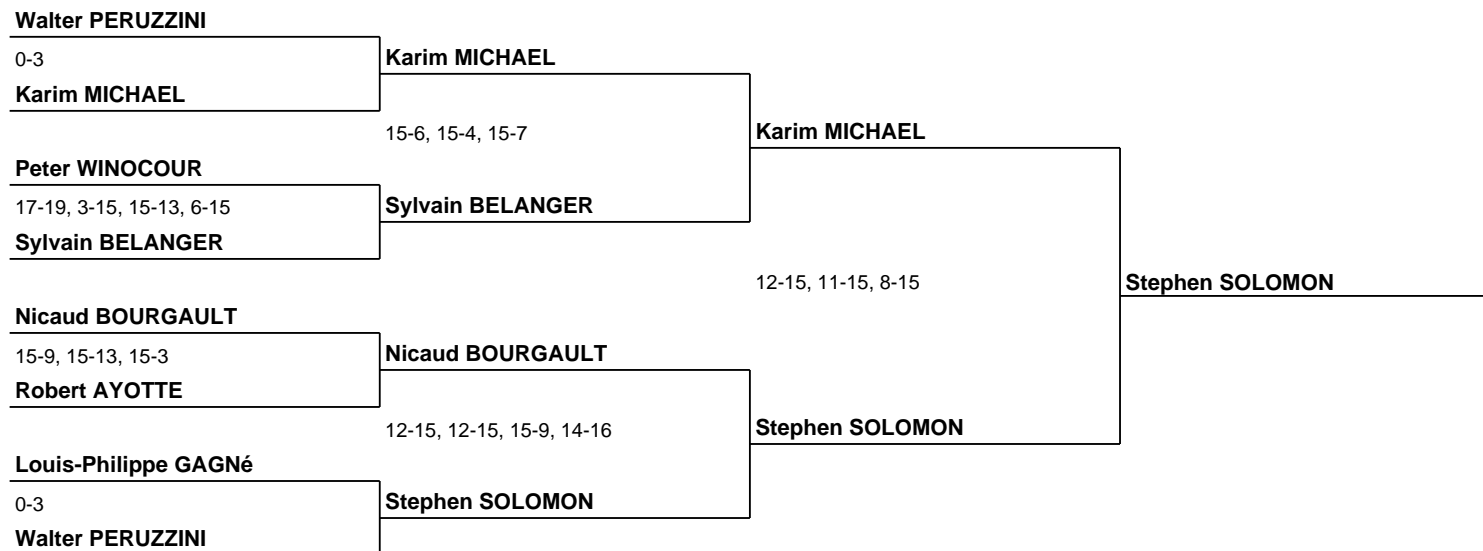 Walter PERUZZINI
0-3
Karim MICHAEL
Karim MICHAEL
15-6, 15-4, 15-7
Karim MICHAEL
Peter WINOCOUR
17-19, 3-15, 15-13, 6-15
Sylvain BELANGER
Sylvain BELANGER
12-15, 11-15, 8-15
Stephen SOLOMON
Nicaud BOURGAULT
15-9, 15-13, 15-3
Nicaud BOURGAULT
Robert AYOTTE
12-15, 12-15, 15-9, 14-16
Stephen SOLOMON
Louis-Philippe GAGNé
0-3
Stephen SOLOMON
Walter PERUZZINI